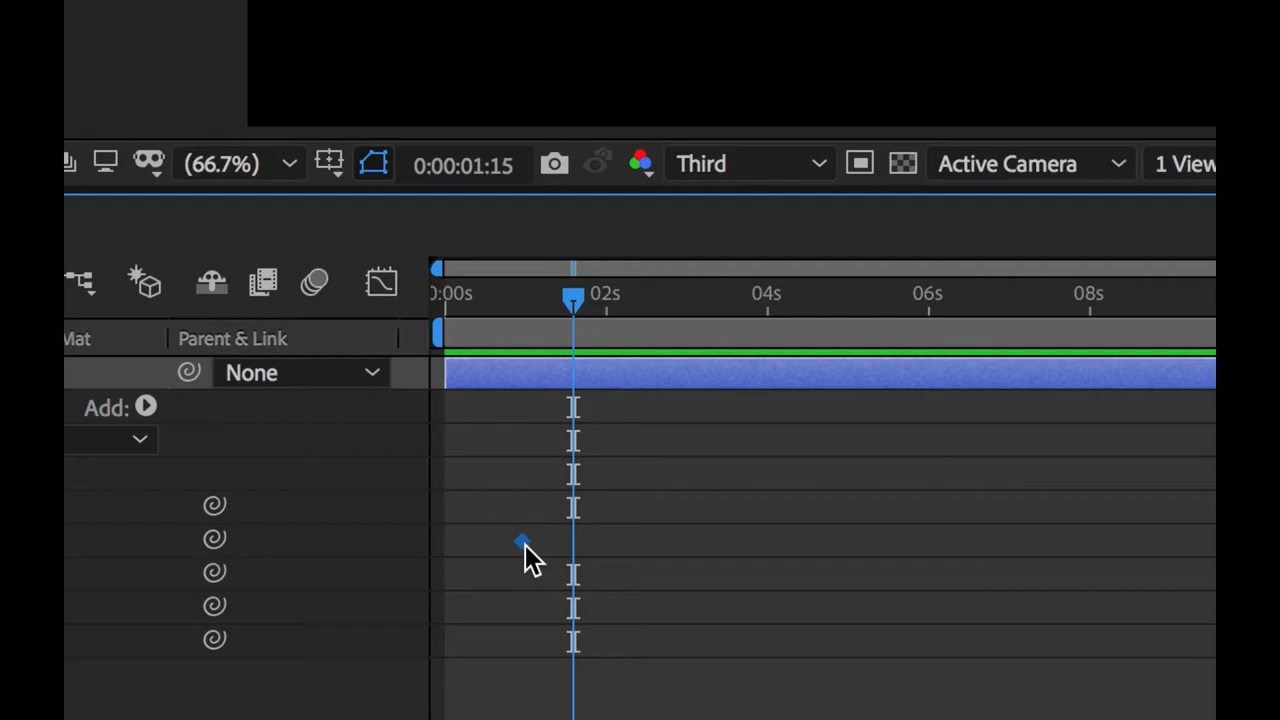 (66.7%) 0:00:01:15 Third Active Camera 1 View
0:00s 02s 04s 06s 08s
Mat Parent & Link
None
Add: